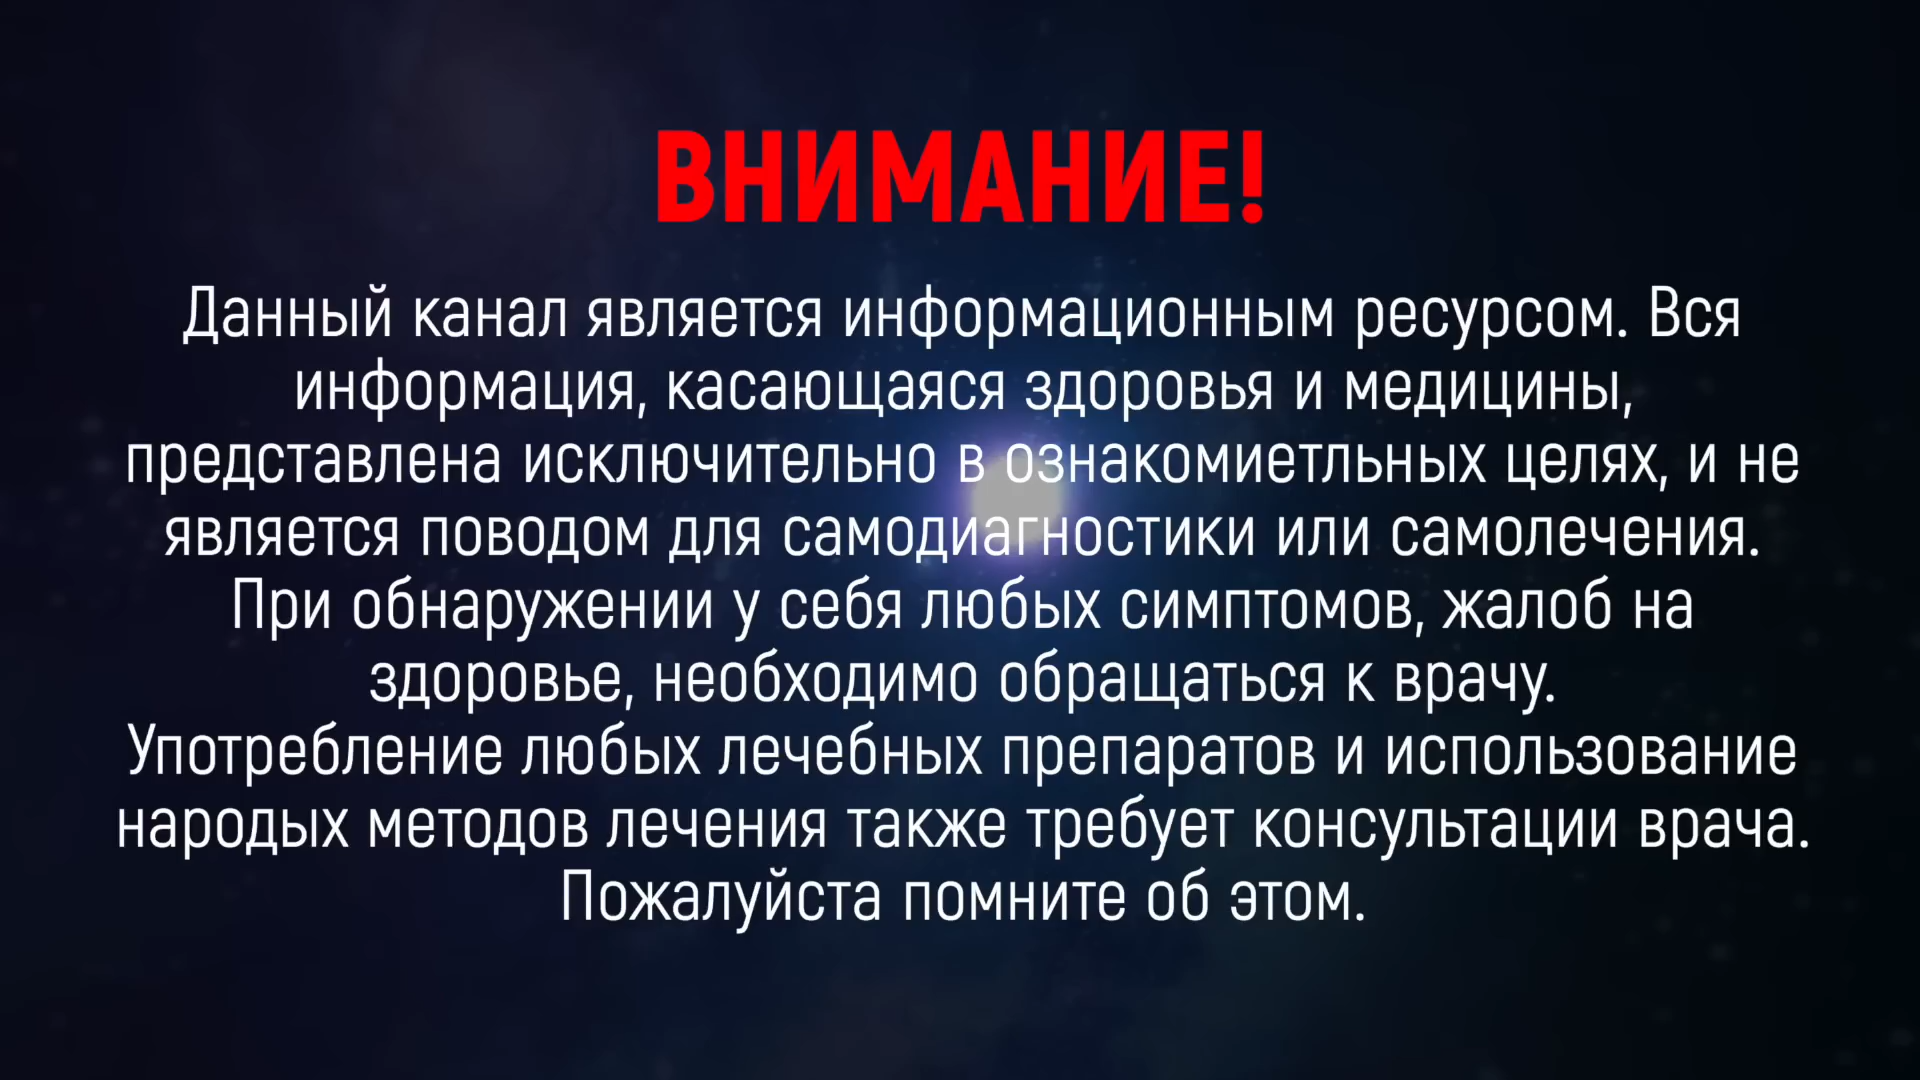 ВНИМАНИЕ!
Данный канал является информационным ресурсом. Вся
информация, касающаяся здоровья и медицины,
представлена исключительно в ознакомиетльных целях, и не
является поводом для самодиагностики или самолечения.
При обнаружении у себя любых симптомов, жалоб на
здоровье, необходимо обращаться к врачу.
Употребление любых лечебных препаратов и использование
народых методов лечения также требует консультации врача.
Пожалуйста помните об этом.